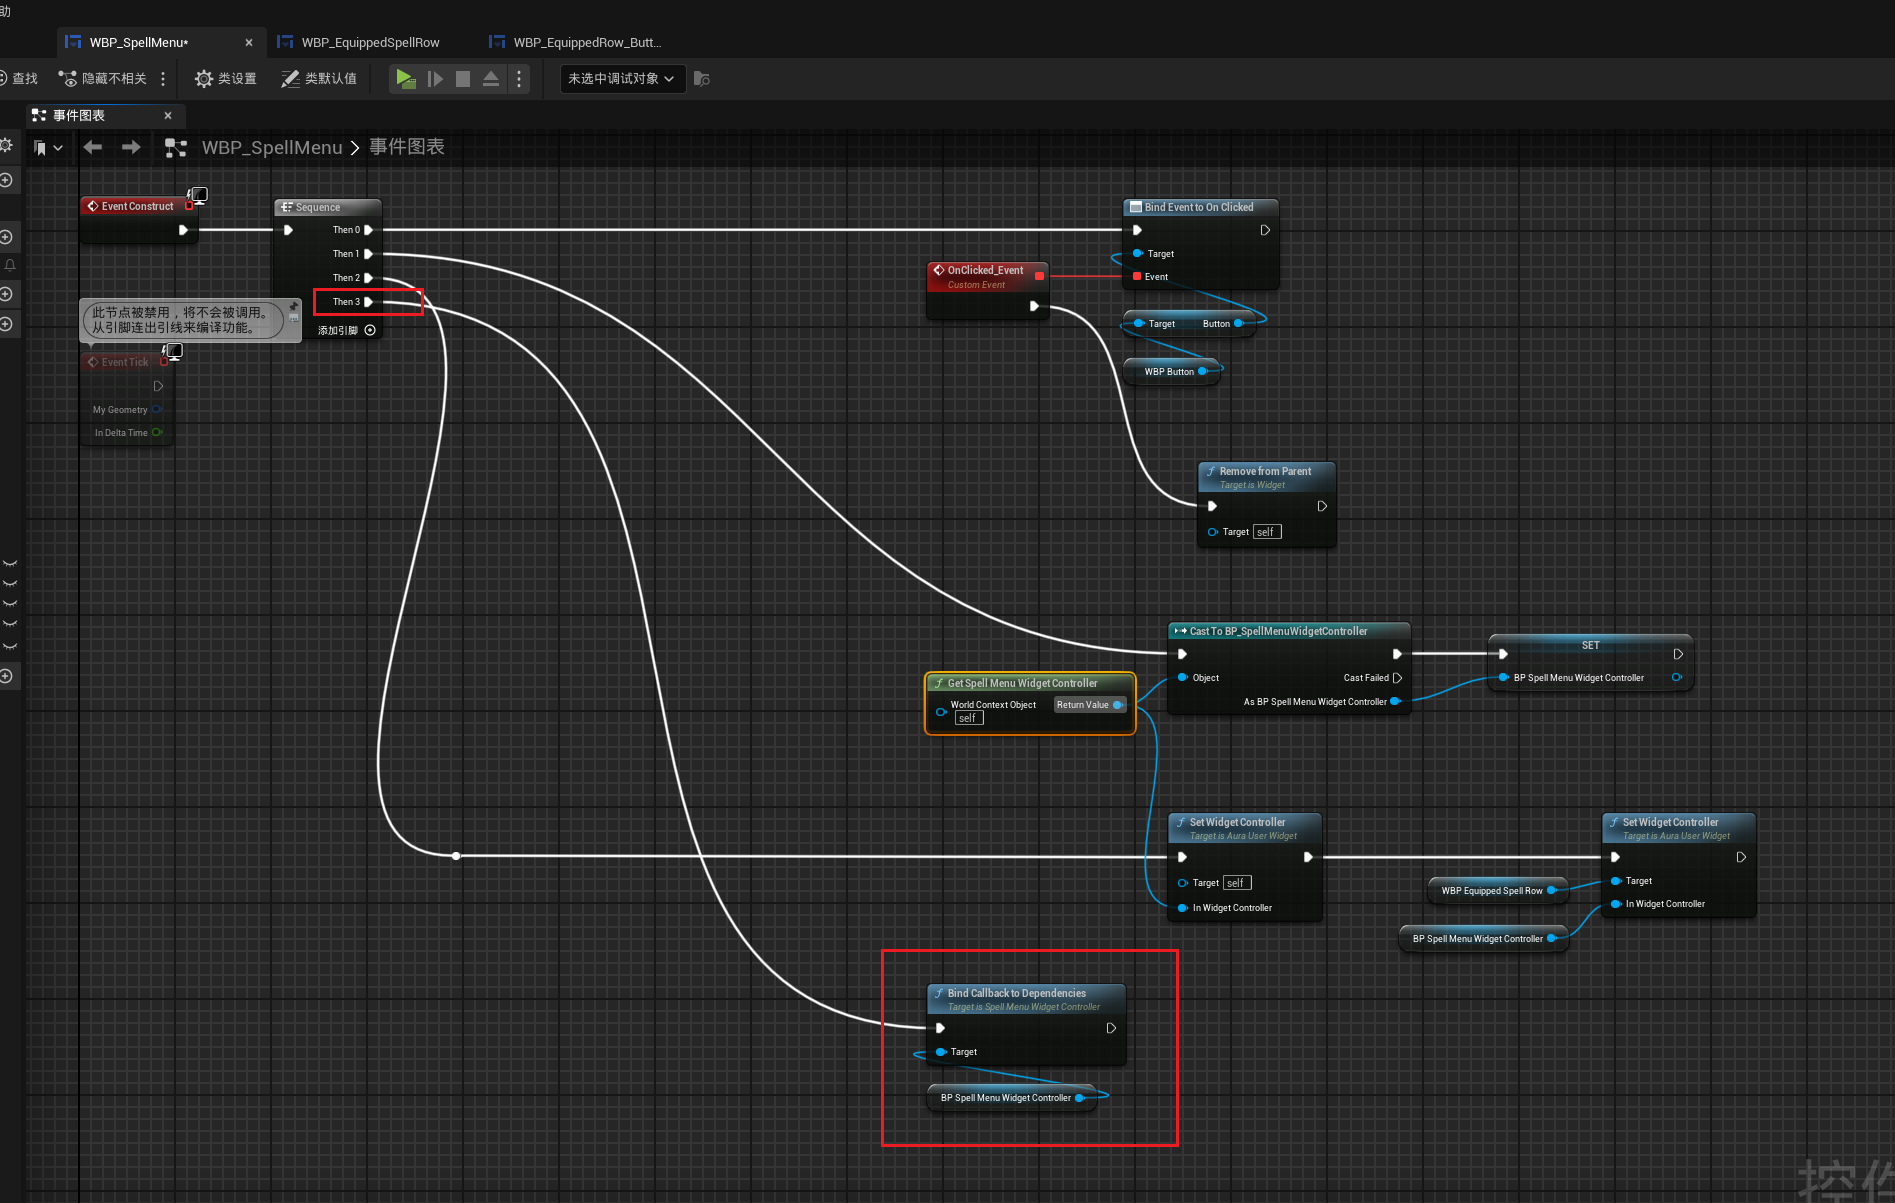 助
WBP_SpellMenu*
WBP_EquippedSpellRow
WBP_EquippedRow_Butt...
查找
隐藏不相关
类设置
类默认值
未选中调试对象
事件图表
WBP_SpellMenu
事件图表
Event Construct
Sequence
Then 0
Then 1
Then 2
Then 3
添加引脚
此节点被禁用，将不会被调用。
从引脚连出引线来编译功能。
Event Tick
My Geometry
In Delta Time
Bind Event to On Clicked
Target
Event
OnClicked_Event
Custom Event
Target Button
WBP Button
Remove from Parent
Target is Widget
Target self
Cast To BP_SpellMenuWidgetController
Object
Cast Failed
As BP Spell Menu Widget Controller
SET
BP Spell Menu Widget Controller
Get Spell Menu Widget Controller
World Context Object
self
Return Value
Set Widget Controller
Target is Aura User Widget
Target self
In Widget Controller
Set Widget Controller
Target is Aura User Widget
Target
In Widget Controller
WBP Equipped Spell Row
BP Spell Menu Widget Controller
Bind Callback to Dependencies
Target is Spell Menu Widget Controller
Target
BP Spell Menu Widget Controller
控件